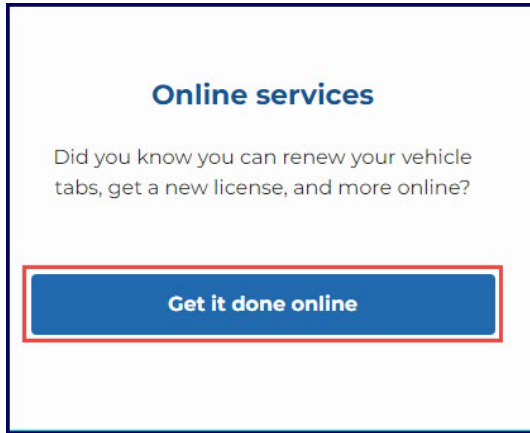 Online services
Did you know you can renew your vehicle
tabs, get a new license, and more online?
Get it done online